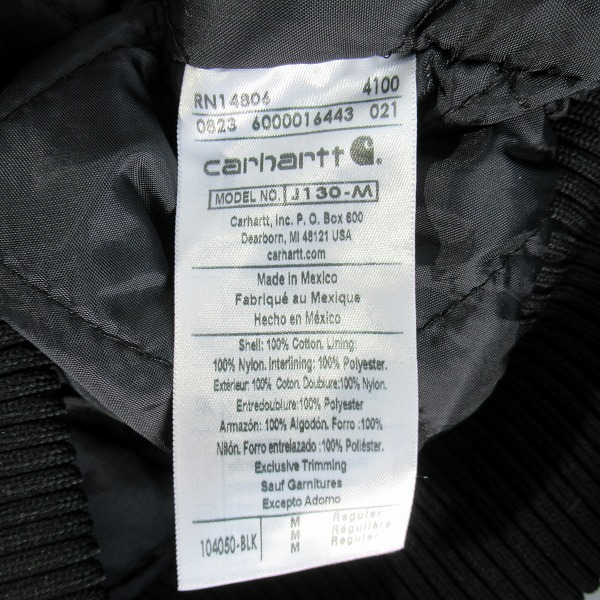 RN14806 4100
0823 6000016443 021
carhartt
MODEL NO. J130-M
Carhartt, Inc. P. O. Box 600
Dearborn, MI 48121 USA
carhartt.com
Made in Mexico
Fabriqué au Mexique
Hecho en México
Shell: 100% Cotton. Lining:
100% Nylon. Interlining: 100% Polyester.
Extérieur: 100% Coton. Doublure:100% Nylon.
Entredoublure: 100% Polyester
Armazón: 100% Algodón. Forro :100%
Nilón. Forro entrelazado :100% Poliéster.
Exclusive Trimming
Sauf Garnitures
Excepto Adorno
M Regular
104050-BLK M Régulière
M Regular